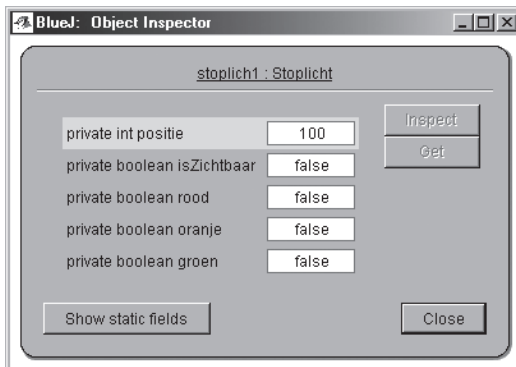 BlueJ: Object Inspector
stoplich1 : Stoplicht
private int positie 100
private boolean isZichtbaar false
private boolean rood false
private boolean oranje false
private boolean groen false
Inspect
Get
Show static fields
Close